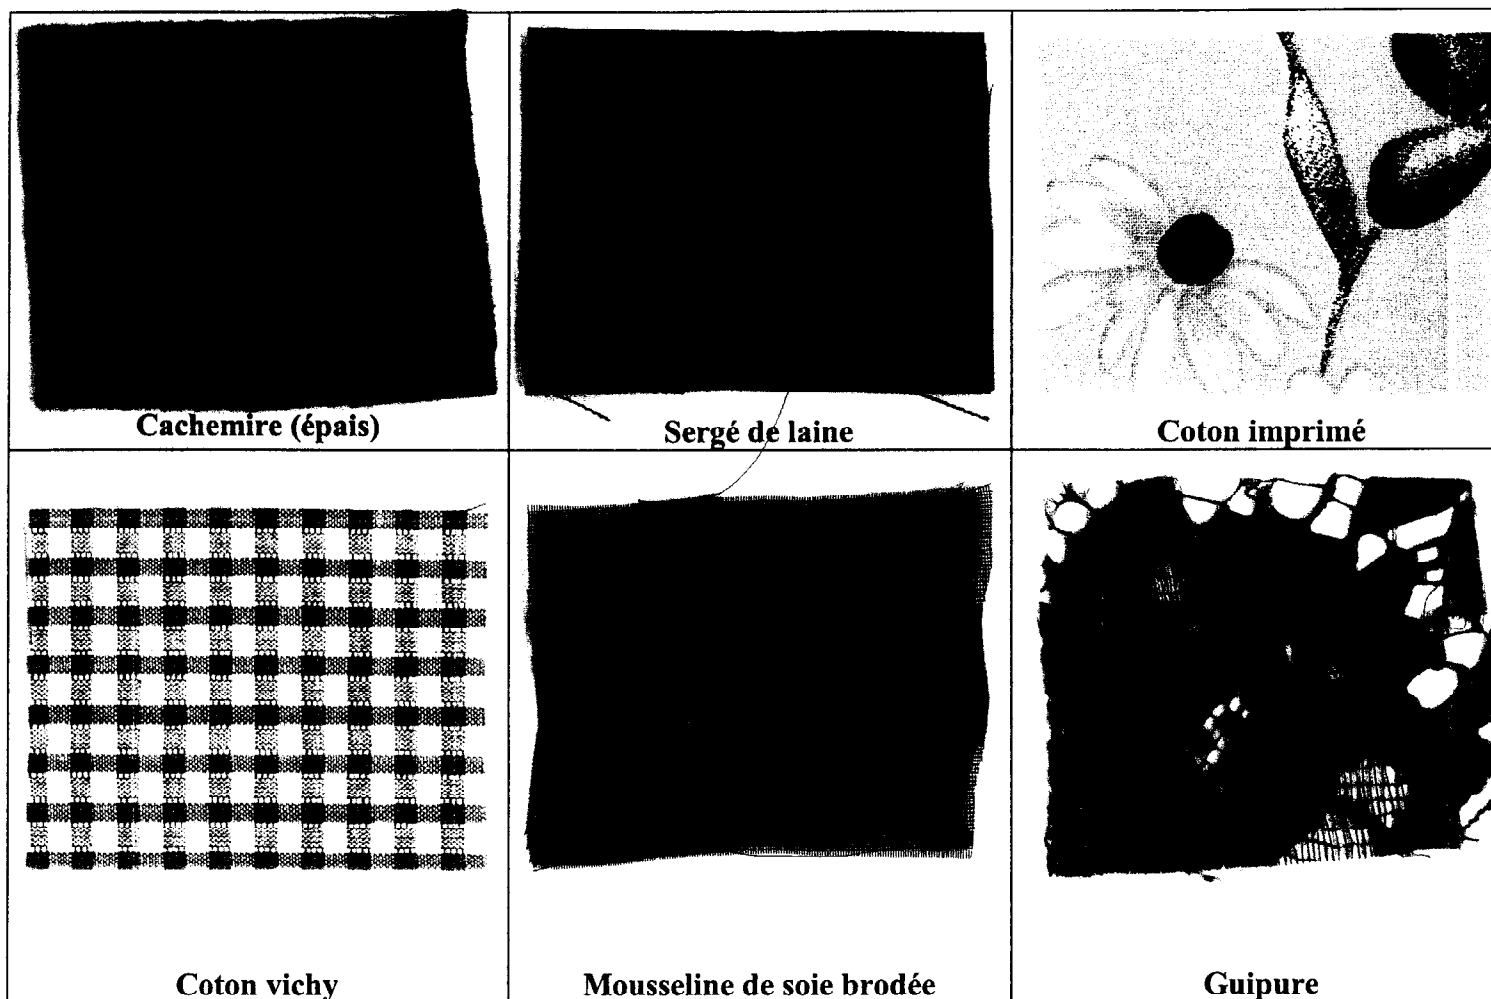 Cachemire (épais)
Sergé de laine
Coton imprimé
Coton vichy
Mousseline de soie brodée
Guipure